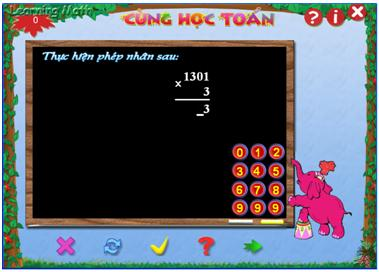 Learning Math
CÙNG HỌC TOÁN
0
? i X
Thực hiện phép nhân sau:
1301
×
3
_3
0 1 2
3 4 5
6 7 8
9 9 9
?